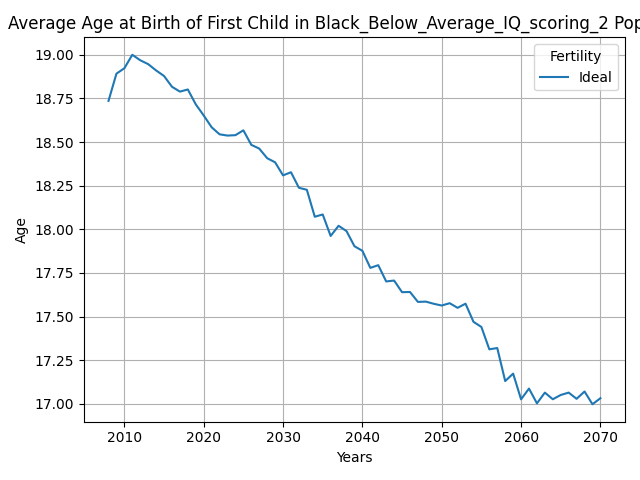 Average Age at Birth of First Child in Black_Below_Average_IQ_scoring_2 Pop
Fertility
Ideal
19.00
18.75
18.50
18.25
18.00
17.75
17.50
17.25
17.00
Age
2010 2020 2030 2040 2050 2060 2070
Years